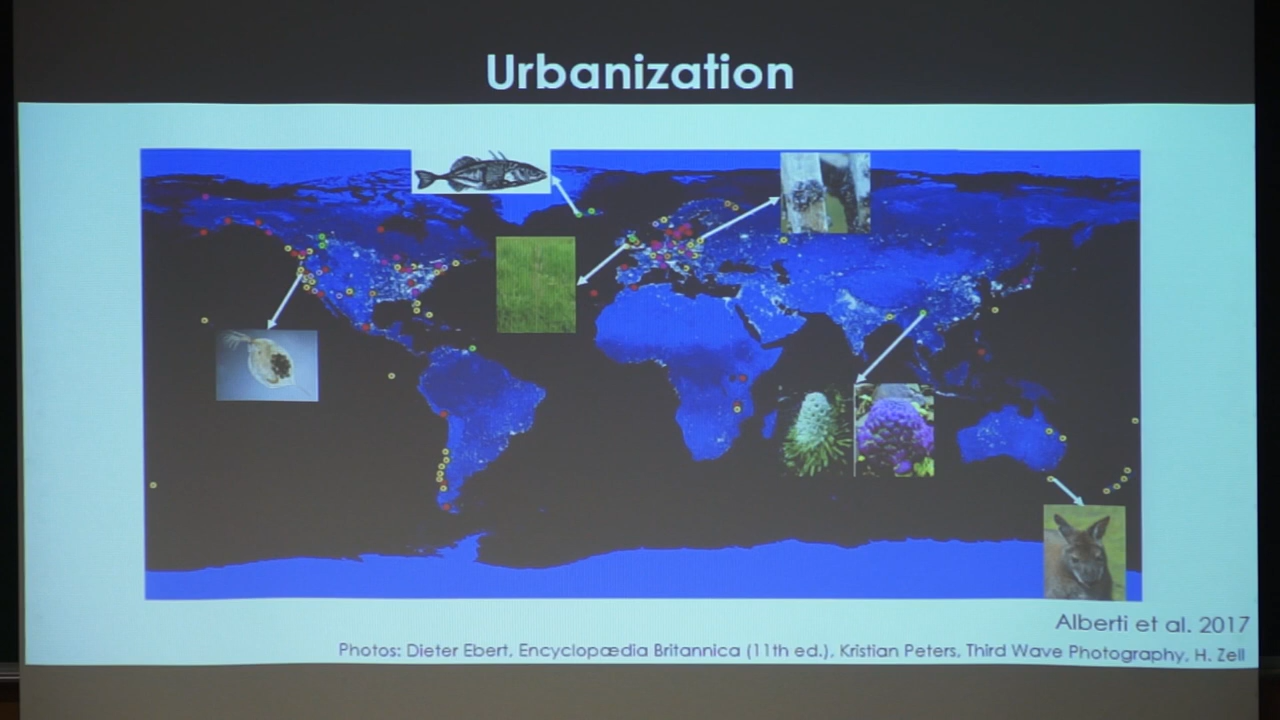 Urbanization
Alberti et al. 2017
Photos: Dieter Ebert, Encyclopædia Britannica (11th ed.), Kristian Peters, Third Wave Photography, H. Zell